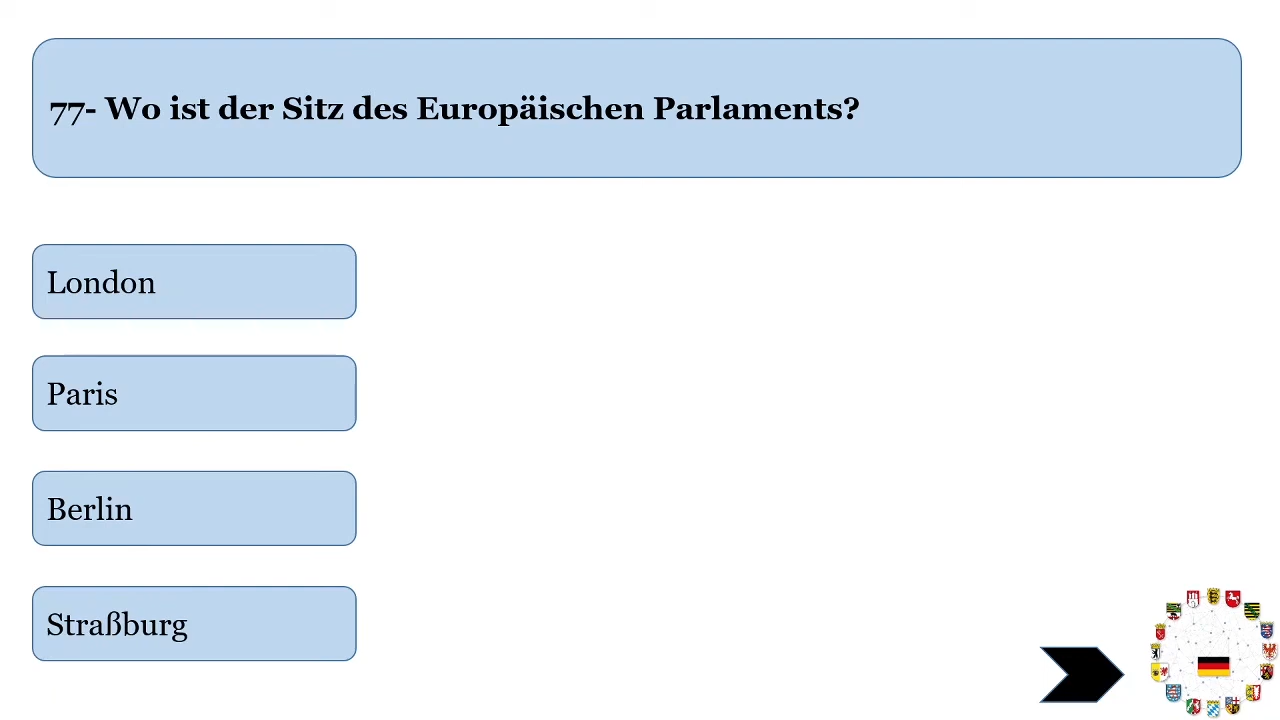 77- Wo ist der Sitz des Europäischen Parlaments?
London
Paris
Berlin
Straßburg